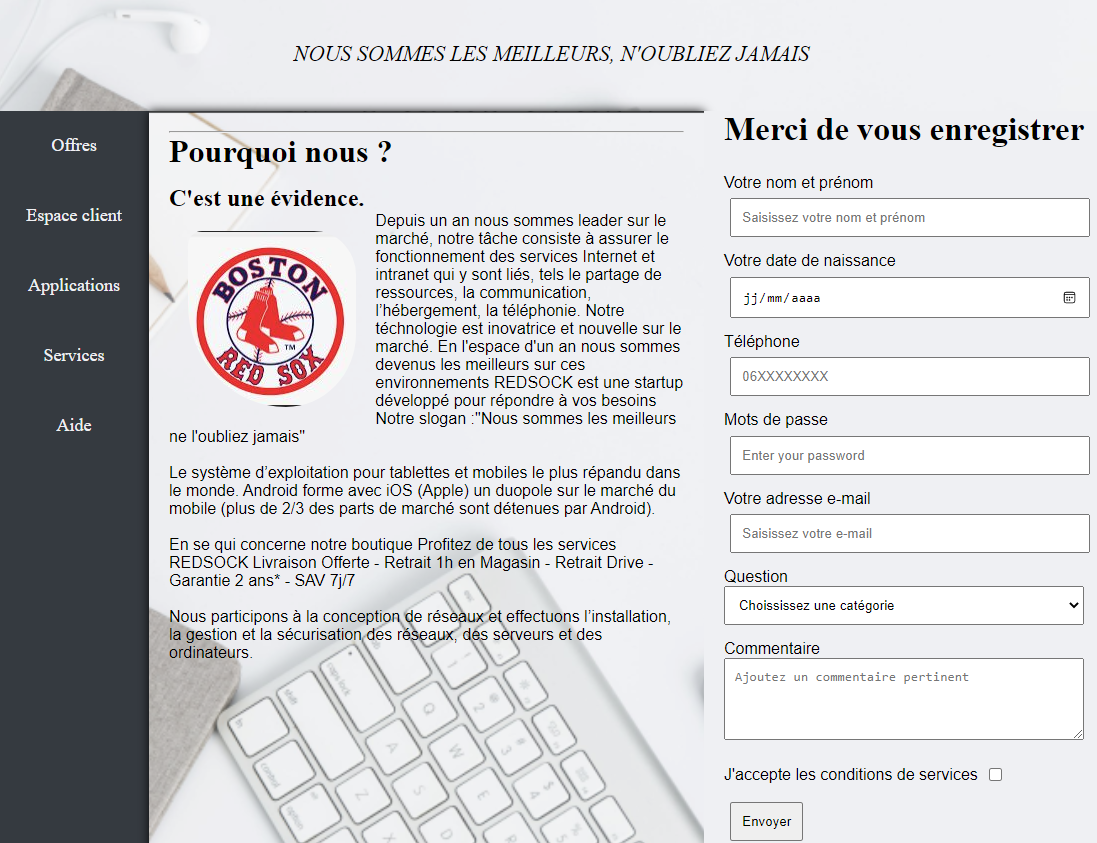 NOUS SOMMES LES MEILLEURS, N'OUBLIEZ JAMAIS
Offres
Espace client
Applications
Services
Aide
Pourquoi nous ?
C'est une évidence.
BOSTON
RED SOX
TM
Depuis un an nous sommes leader sur le
marché, notre tâche consiste à assurer le
fonctionnement des services Internet et
intranet qui y sont liés, tels le partage de
ressources, la communication,
l’hébergement, la téléphonie. Notre
téchnologie est inovatrice et nouvelle sur le
marché. En l'espace d'un an nous sommes
devenus les meilleurs sur ces
environnements REDSOCK est une startup
développé pour répondre à vos besoins
Notre slogan :"Nous sommes les meilleurs
ne l'oubliez jamais"
Le système d’exploitation pour tablettes et mobiles le plus répandu dans
le monde. Android forme avec iOS (Apple) un duopole sur le marché du
mobile (plus de 2/3 des parts de marché sont détenues par Android).
En se qui concerne notre boutique Profitez de tous les services
REDSOCK Livraison Offerte - Retrait 1h en Magasin - Retrait Drive -
Garantie 2 ans* - SAV 7j/7
Nous participons à la conception de réseaux et effectuons l’installation,
la gestion et la sécurisation des réseaux, des serveurs et des
ordinateurs.
Merci de vous enregistrer
Votre nom et prénom
Saisissez votre nom et prénom
Votre date de naissance
jj/mm/aaaa
Téléphone
06XXXXXXXX
Mots de passe
Enter your password
Votre adresse e-mail
Saisissez votre e-mail
Question
Choississez une catégorie
Commentaire
Ajoutez un commentaire pertinent
J'accepte les conditions de services
Envoyer